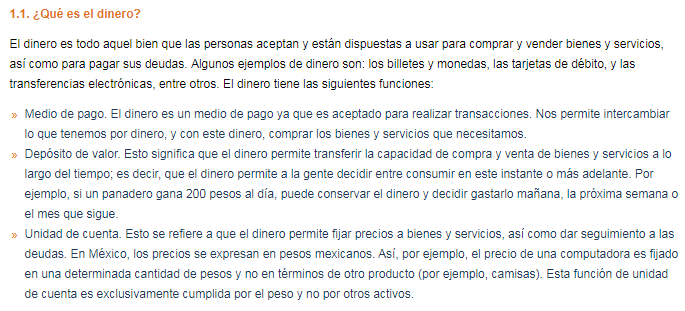 1.1. ¿Qué es el dinero?
El dinero es todo aquel bien que las personas aceptan y están dispuestas a usar para comprar y vender bienes y servicios,
así como para pagar sus deudas. Algunos ejemplos de dinero son: los billetes y monedas, las tarjetas de débito, y las
transferencias electrónicas, entre otros. El dinero tiene las siguientes funciones:
» Medio de pago. El dinero es un medio de pago ya que es aceptado para realizar transacciones. Nos permite intercambiar
lo que tenemos por dinero, y con este dinero, comprar los bienes y servicios que necesitamos.
» Depósito de valor. Esto significa que el dinero permite transferir la capacidad de compra y venta de bienes y servicios a lo
largo del tiempo; es decir, que el dinero permite a la gente decidir entre consumir en este instante o más adelante. Por
ejemplo, si un panadero gana 200 pesos al día, puede conservar el dinero y decidir gastarlo mañana, la próxima semana o
el mes que sigue.
» Unidad de cuenta. Esto se refiere a que el dinero permite fijar precios a bienes y servicios, así como dar seguimiento a las
deudas. En México, los precios se expresan en pesos mexicanos. Así, por ejemplo, el precio de una computadora es fijado
en una determinada cantidad de pesos y no en términos de otro producto (por ejemplo, camisas). Esta función de unidad
de cuenta es exclusivamente cumplida por el peso y no por otros activos.